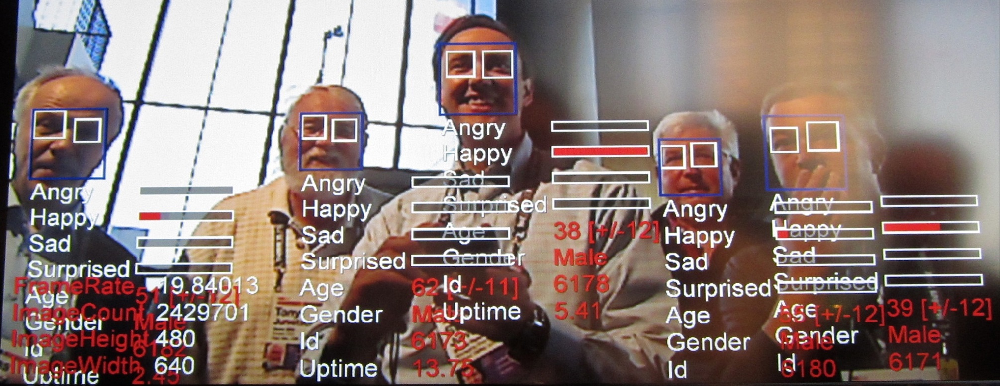 Angry
Happy
Sad
Surprised
Age 38 [+/-12]
Gender Male
Id 6178
Uptime 5.41
Angry
Happy
Sad
Surprised
Age 51 [+/-12]
Gender Male
Id 6182
Uptime 2.45
FrameRate 19.84013
ImageCount 2429701
ImageHeight 480
ImageWidth 640
Angry
Happy
Sad
Surprised
Age 62 [+/-11]
Gender Male
Id 6173
Uptime 13.75
Angry
Happy
Sad
Surprised
Age [+/-12]
Gender Male
Id 6180
Angry
Happy
Sad
Surprised
Age 39 [+/-12]
Gender Male
Id 6171
Tony